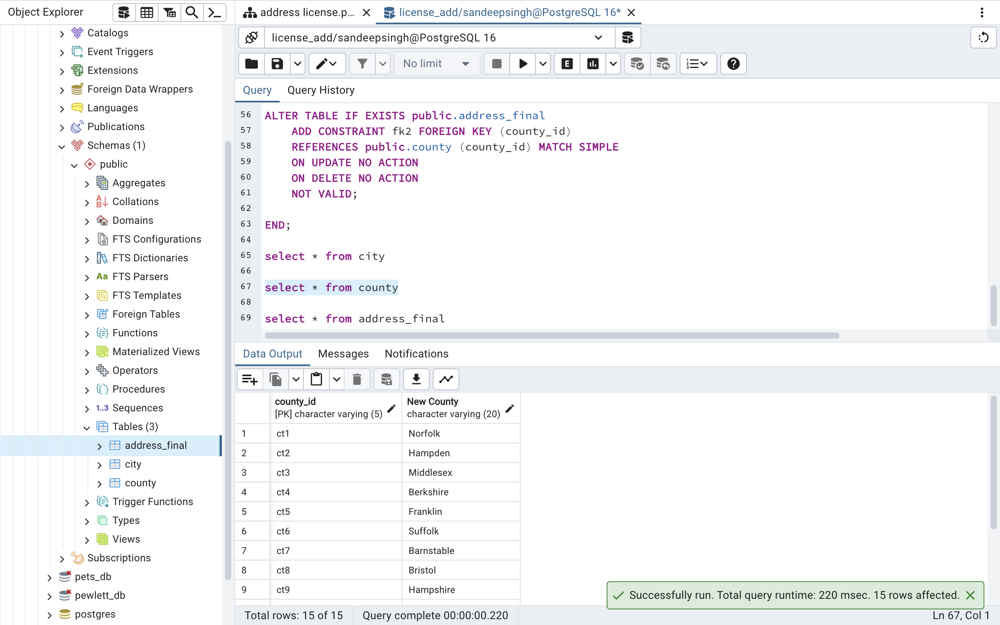 Object Explorer
address license.p...
license_add/sandeepsingh@PostgreSQL 16*
Catalogs
Event Triggers
Extensions
Foreign Data Wrappers
Languages
Publications
Schemas (1)
public
Aggregates
Collations
Domains
FTS Configurations
FTS Dictionaries
Aa FTS Parsers
FTS Templates
Foreign Tables
Functions
Materialized Views
Operators
Procedures
1..3 Sequences
Tables (3)
address_final
city
county
Trigger Functions
Types
Views
Subscriptions
pets_db
pewlett_db
postgres
license_add/sandeepsingh@PostgreSQL 16
No limit
E
Query Query History
56 ALTER TABLE IF EXISTS public.address_final
57 ADD CONSTRAINT fk2 FOREIGN KEY (county_id)
58 REFERENCES public.county (county_id) MATCH SIMPLE
59 ON UPDATE NO ACTION
60 ON DELETE NO ACTION
61 NOT VALID;
62
63 END;
64
65 select * from city
66
67 select * from county
68
69 select * from address_final
Data Output Messages Notifications
county_id New County
[PK] character varying (5) character varying (20)
1 ct1 Norfolk
2 ct2 Hampden
3 ct3 Middlesex
4 ct4 Berkshire
5 ct5 Franklin
6 ct6 Suffolk
7 ct7 Barnstable
8 ct8 Bristol
9 ct9 Hampshire
Successfully run. Total query runtime: 220 msec. 15 rows affected.
Total rows: 15 of 15 Query complete 00:00:00.220 Ln 67, Col 1